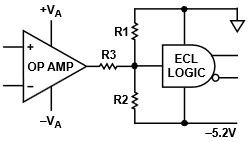 +VA
R1
+
OP AMP
R3
ECL
LOGIC
−
R2
−VA
−5.2V